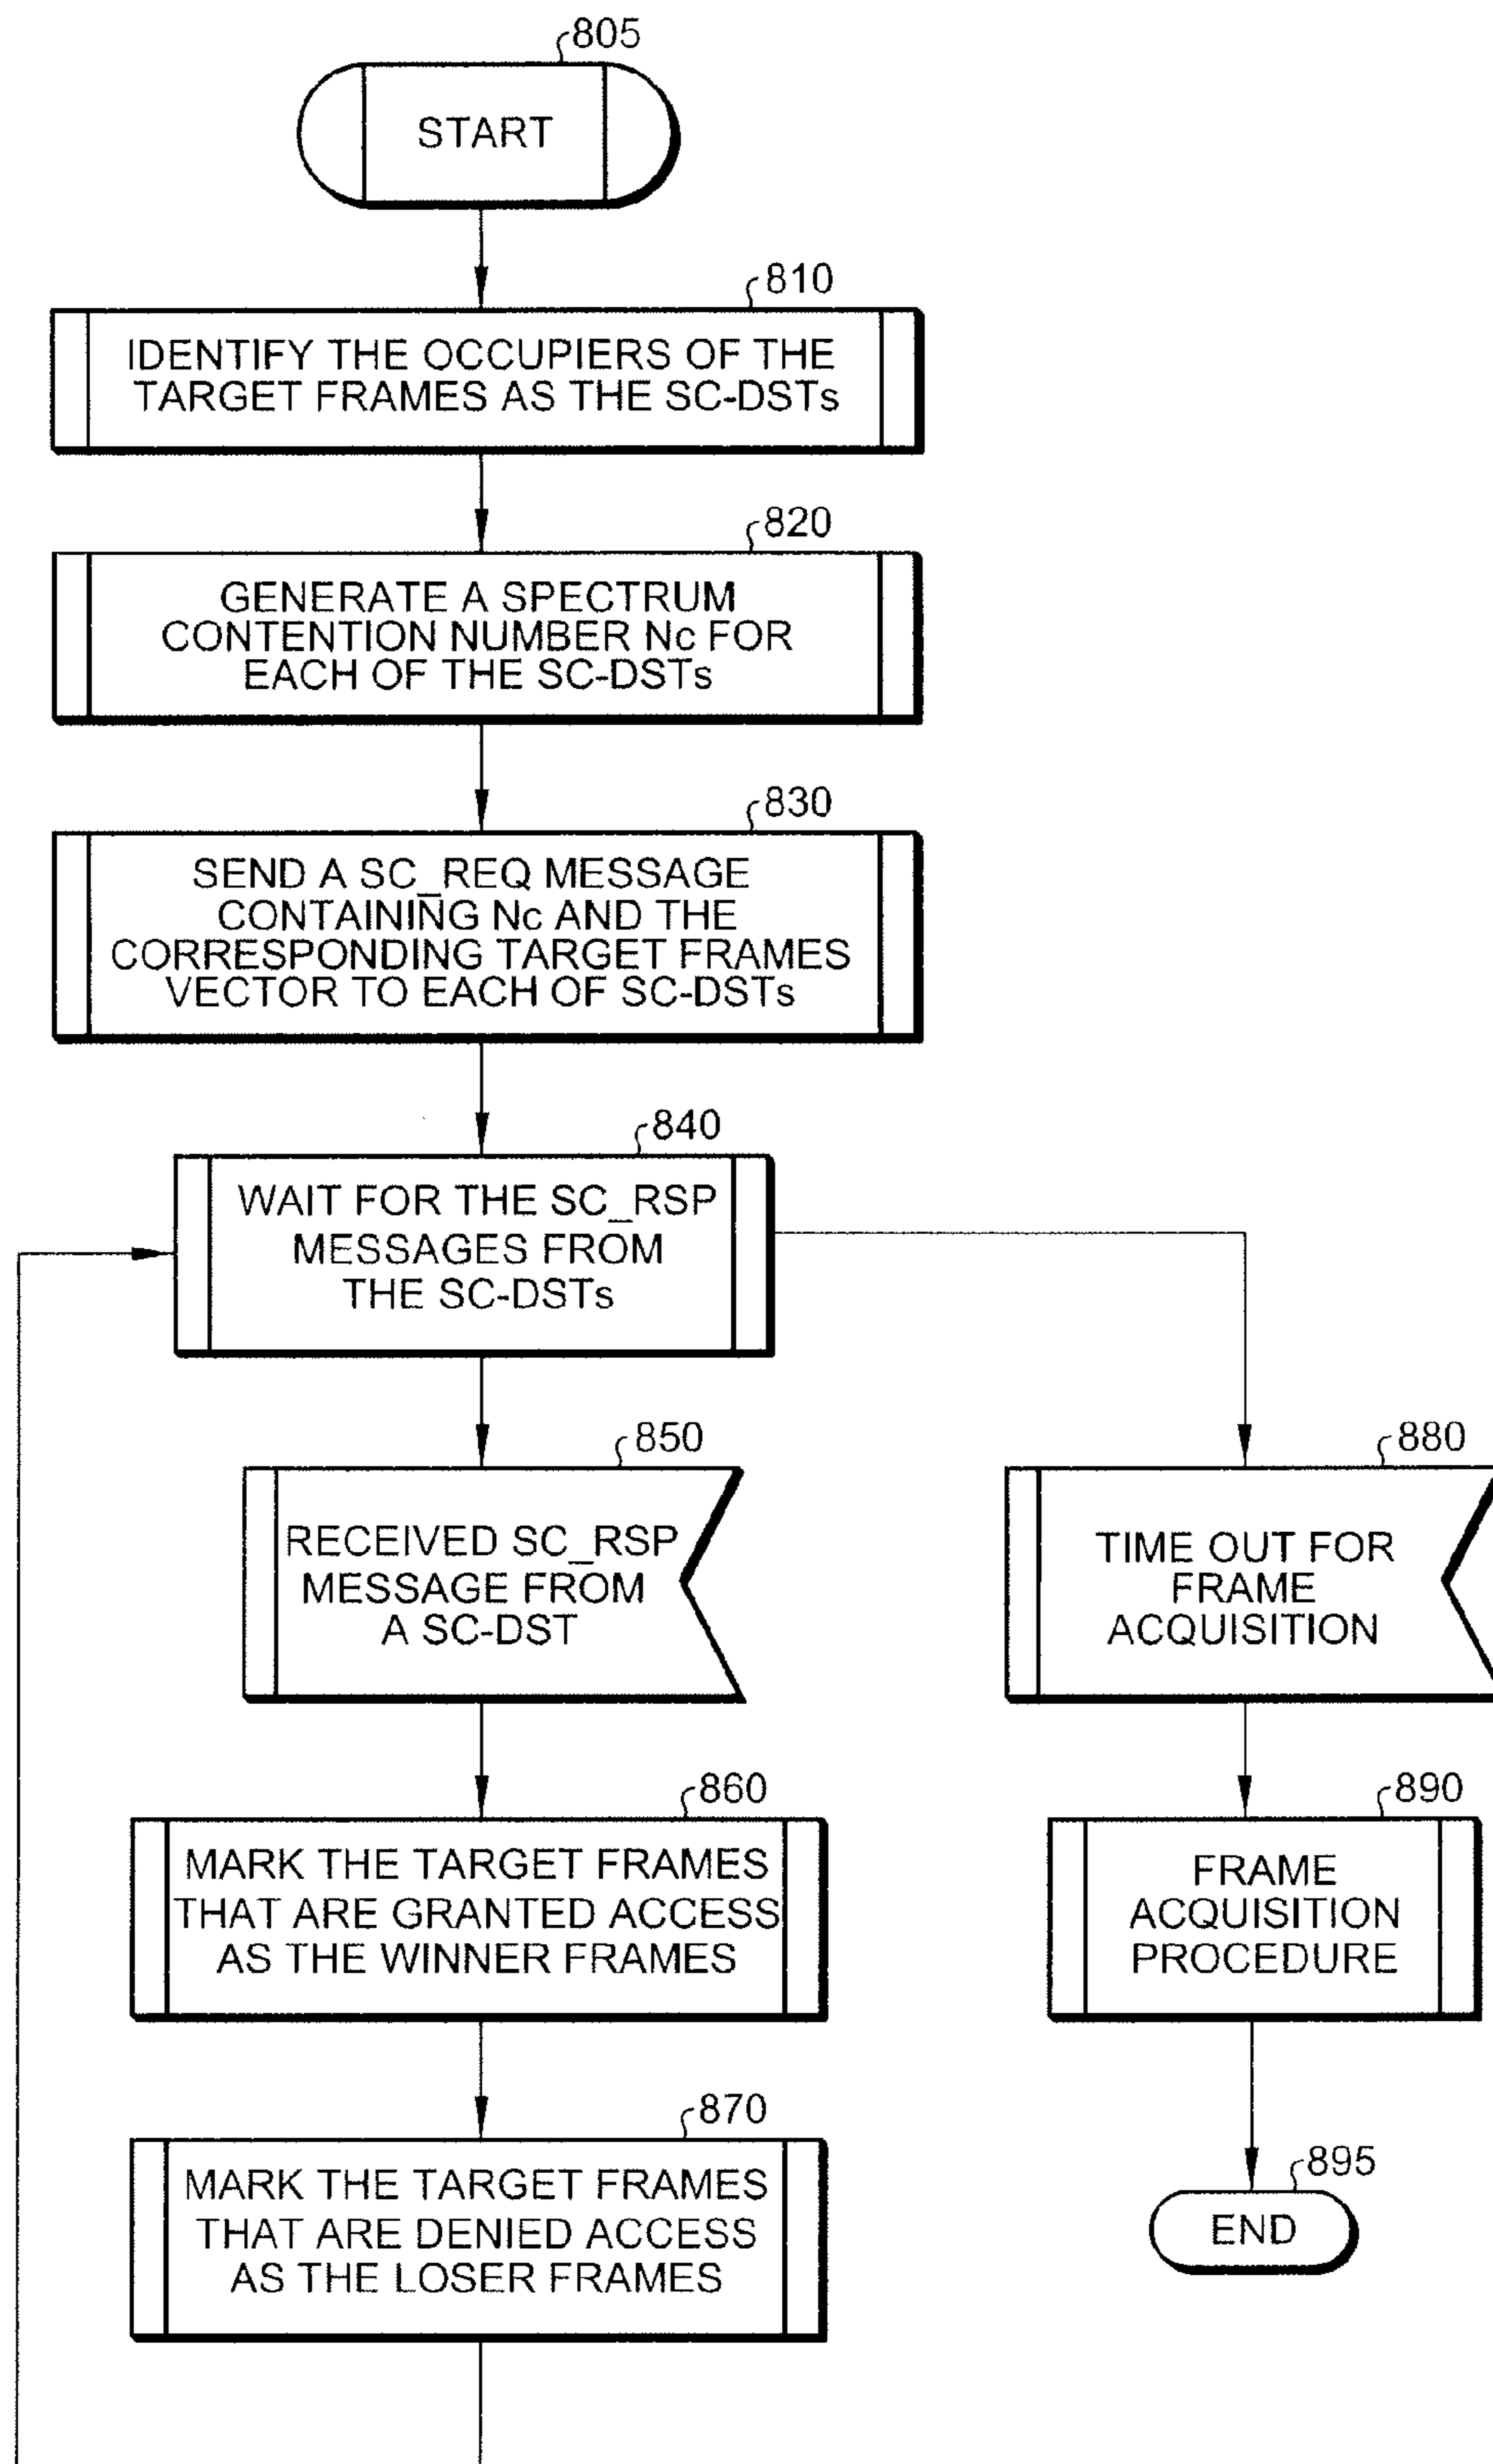 805
START
810
IDENTIFY THE OCCUPIERS OF THE
TARGET FRAMES AS THE SC-DSTs
820
GENERATE A SPECTRUM
CONTENTION NUMBER Nc FOR
EACH OF THE SC-DSTs
830
SEND A SC_REQ MESSAGE
CONTAINING Nc AND THE
CORRESPONDING TARGET FRAMES
VECTOR TO EACH OF SC-DSTs
840
WAIT FOR THE SC_RSP
MESSAGES FROM
THE SC-DSTs
850
RECEIVED SC_RSP
MESSAGE FROM
A SC-DST
880
TIME OUT FOR
FRAME
ACQUISITION
860
MARK THE TARGET FRAMES
THAT ARE GRANTED ACCESS
AS THE WINNER FRAMES
890
FRAME
ACQUISITION
PROCEDURE
870
MARK THE TARGET FRAMES
THAT ARE DENIED ACCESS
AS THE LOSER FRAMES
895
END